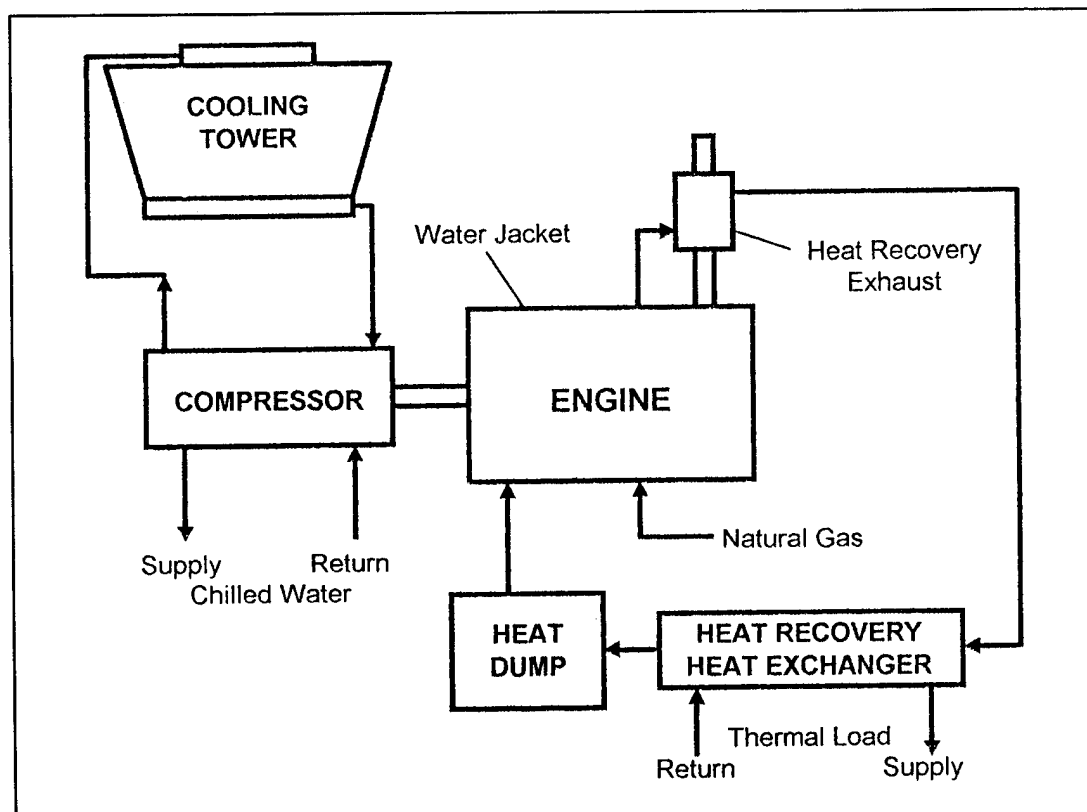 COOLING
TOWER
Water Jacket
Heat Recovery
Exhaust
COMPRESSOR
ENGINE
Supply
Return
Chilled Water
Natural Gas
HEAT
DUMP
HEAT RECOVERY
HEAT EXCHANGER
Thermal Load
Return
Supply